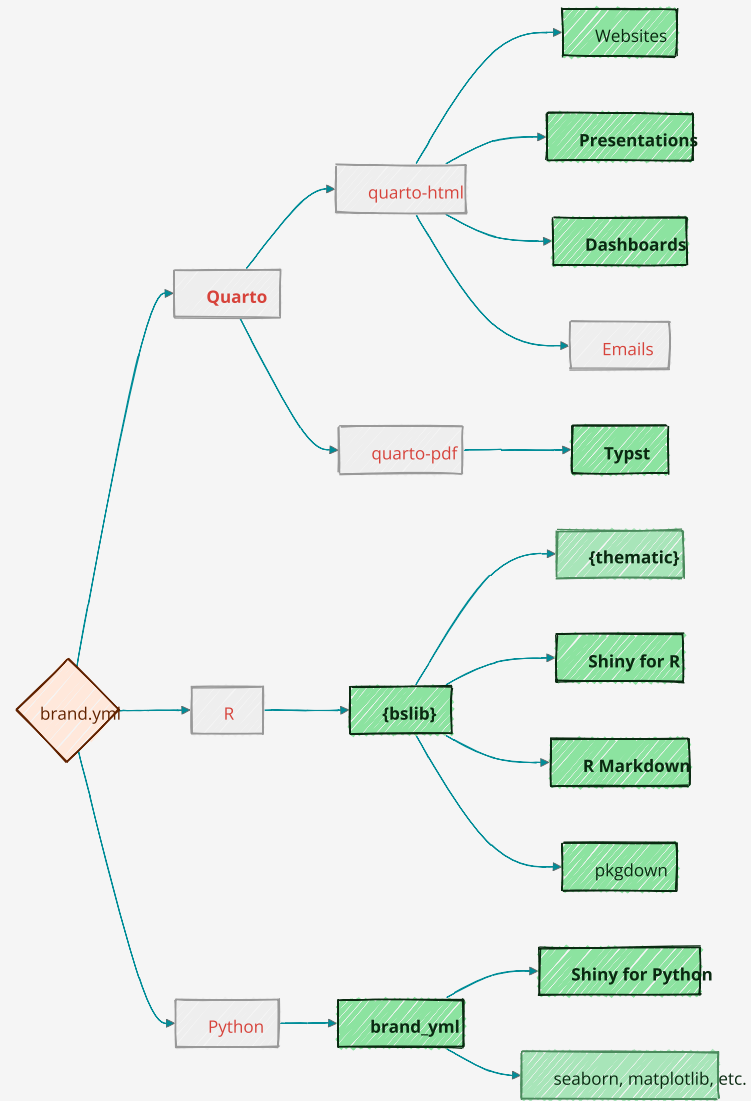 Websites
Presentations
quarto-html
Dashboards
Quarto
Emails
quarto-pdf
Typst
{thematic}
Shiny for R
brand.yml
R
{bslib}
R Markdown
pkgdown
Shiny for Python
Python
brand_yml
seaborn, matplotlib, etc.